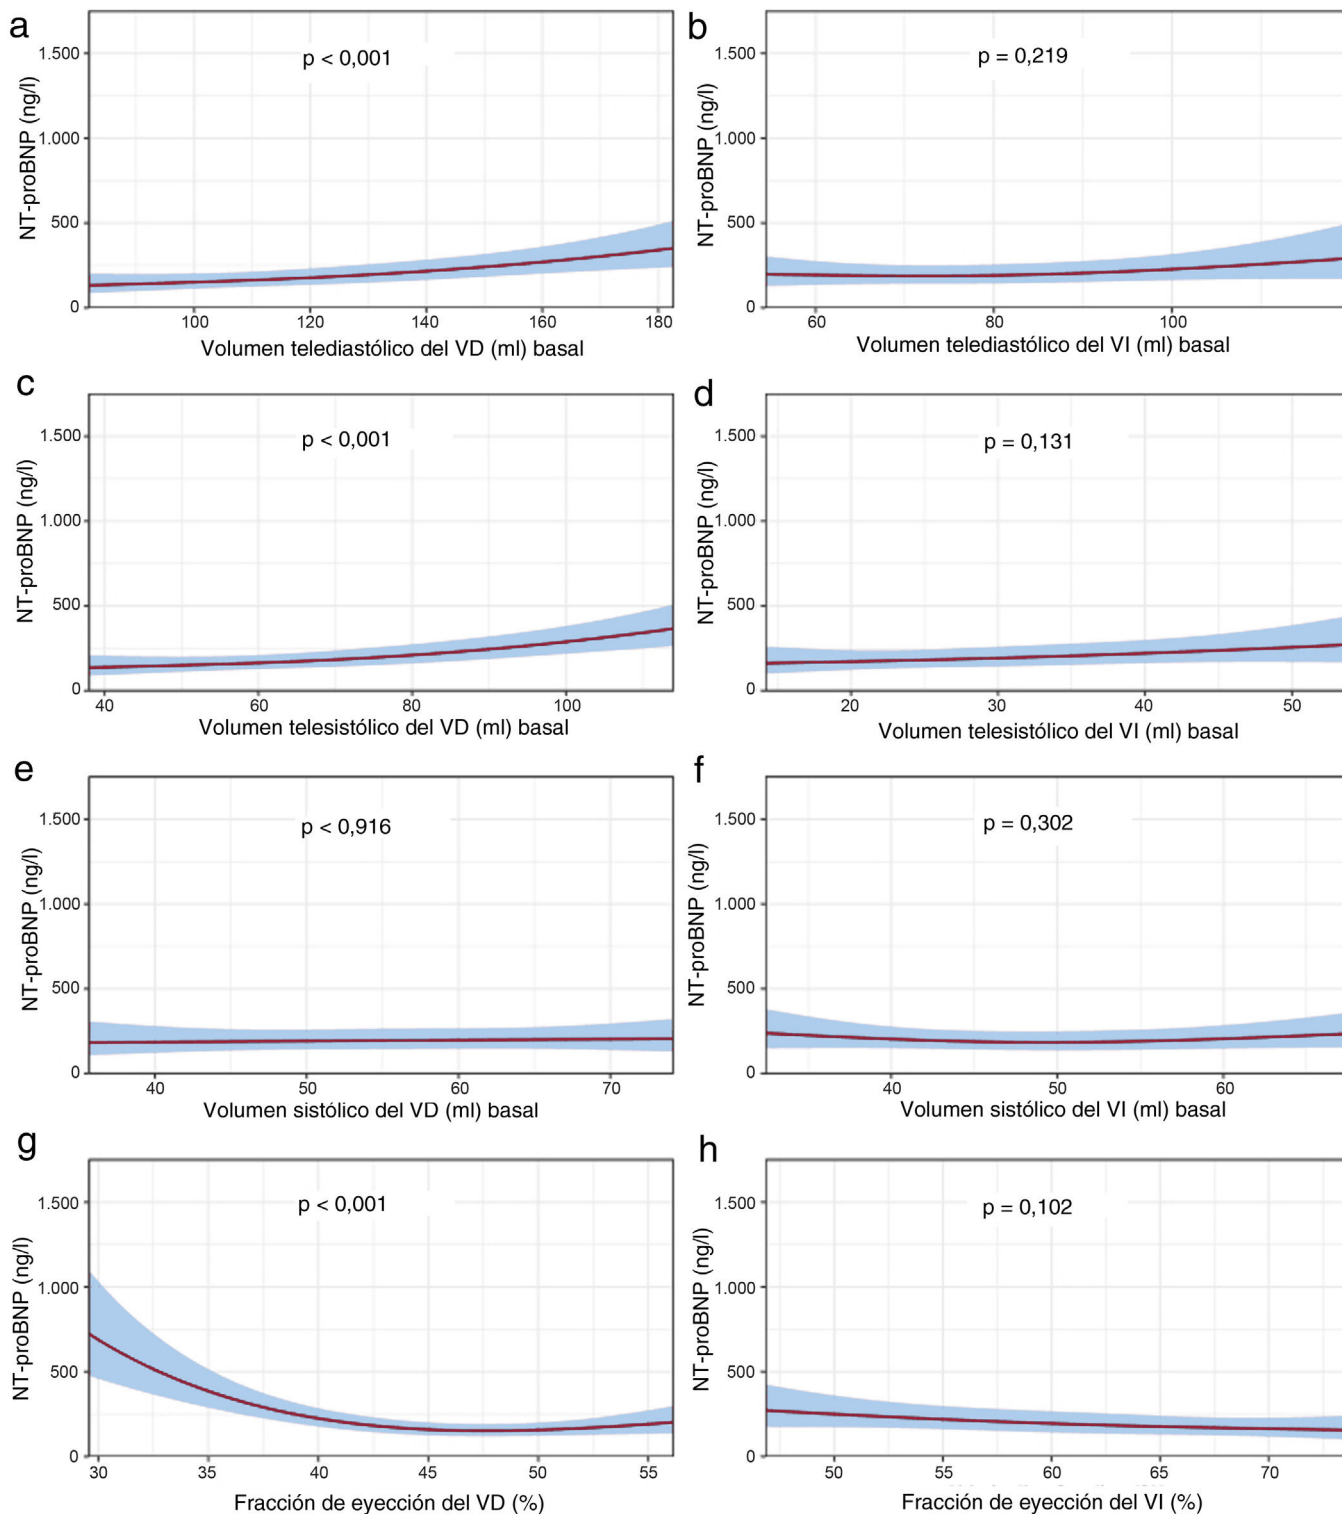 a
p < 0,001
NT-proBNP (ng/l)
1.500
1.000
500
0
100 120 140 160 180
Volumen telediastólico del VD (ml) basal
b
p = 0,219
NT-proBNP (ng/l)
1.500
1.000
500
0
60 80 100
Volumen telediastólico del VI (ml) basal
c
p < 0,001
NT-proBNP (ng/l)
1.500
1.000
500
0
40 60 80 100
Volumen telesistólico del VD (ml) basal
d
p = 0,131
NT-proBNP (ng/l)
1.500
1.000
500
0
20 30 40 50
Volumen telesistólico del VI (ml) basal
e
p < 0,916
NT-proBNP (ng/l)
1.500
1.000
500
0
40 50 60 70
Volumen sistólico del VD (ml) basal
f
p = 0,302
NT-proBNP (ng/l)
1.500
1.000
500
0
40 50 60
Volumen sistólico del VI (ml) basal
g
p < 0,001
NT-proBNP (ng/l)
1.500
1.000
500
0
30 35 40 45 50 55
Fracción de eyección del VD (%)
h
p = 0,102
NT-proBNP (ng/l)
1.500
1.000
500
0
50 55 60 65 70
Fracción de eyección del VI (%)